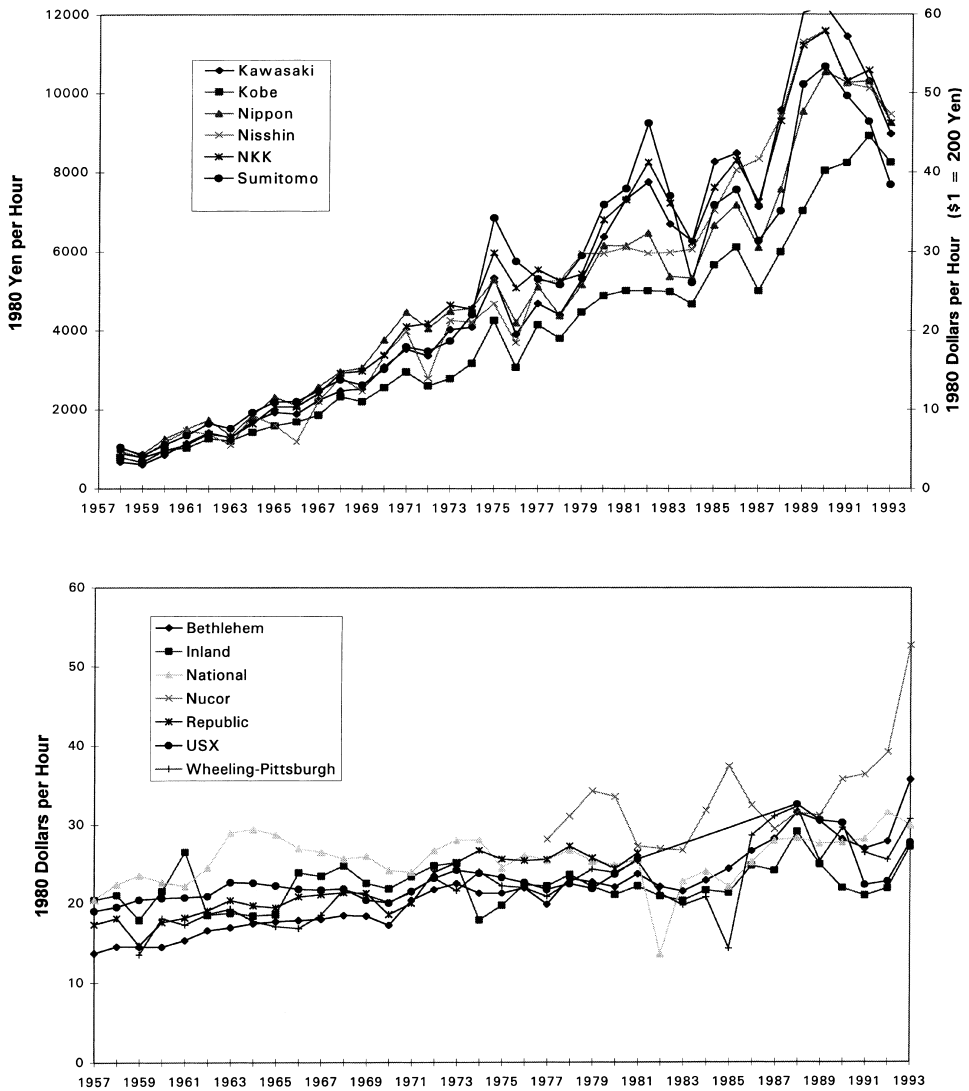 12000
10000
8000
6000
4000
2000
0
1980 Yen per Hour
Kawasaki
Kobe
Nippon
Nisshin
NKK
Sumitomo
60
50
40
30
20
10
0
1980 Dollars per Hour ($1 = 200 Yen)
1957 1959 1961 1963 1965 1967 1969 1971 1973 1975 1977 1979 1981 1983 1985 1987 1989 1991 1993
60
50
40
30
20
10
0
1980 Dollars per Hour
Bethlehem
Inland
National
Nucor
Republic
USX
Wheeling-Pittsburgh
1957 1959 1961 1963 1965 1967 1969 1971 1973 1975 1977 1979 1981 1983 1985 1987 1989 1991 1993